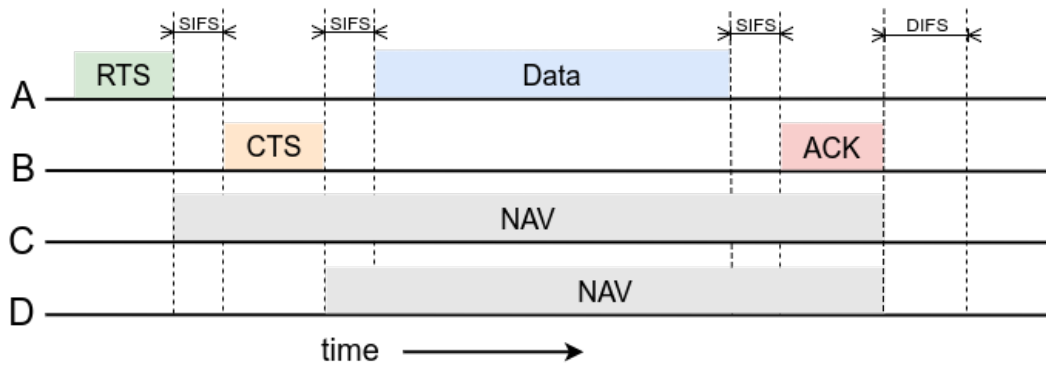 SIFS SIFS SIFS DIFS
A RTS Data
B CTS ACK
C NAV
D NAV
time